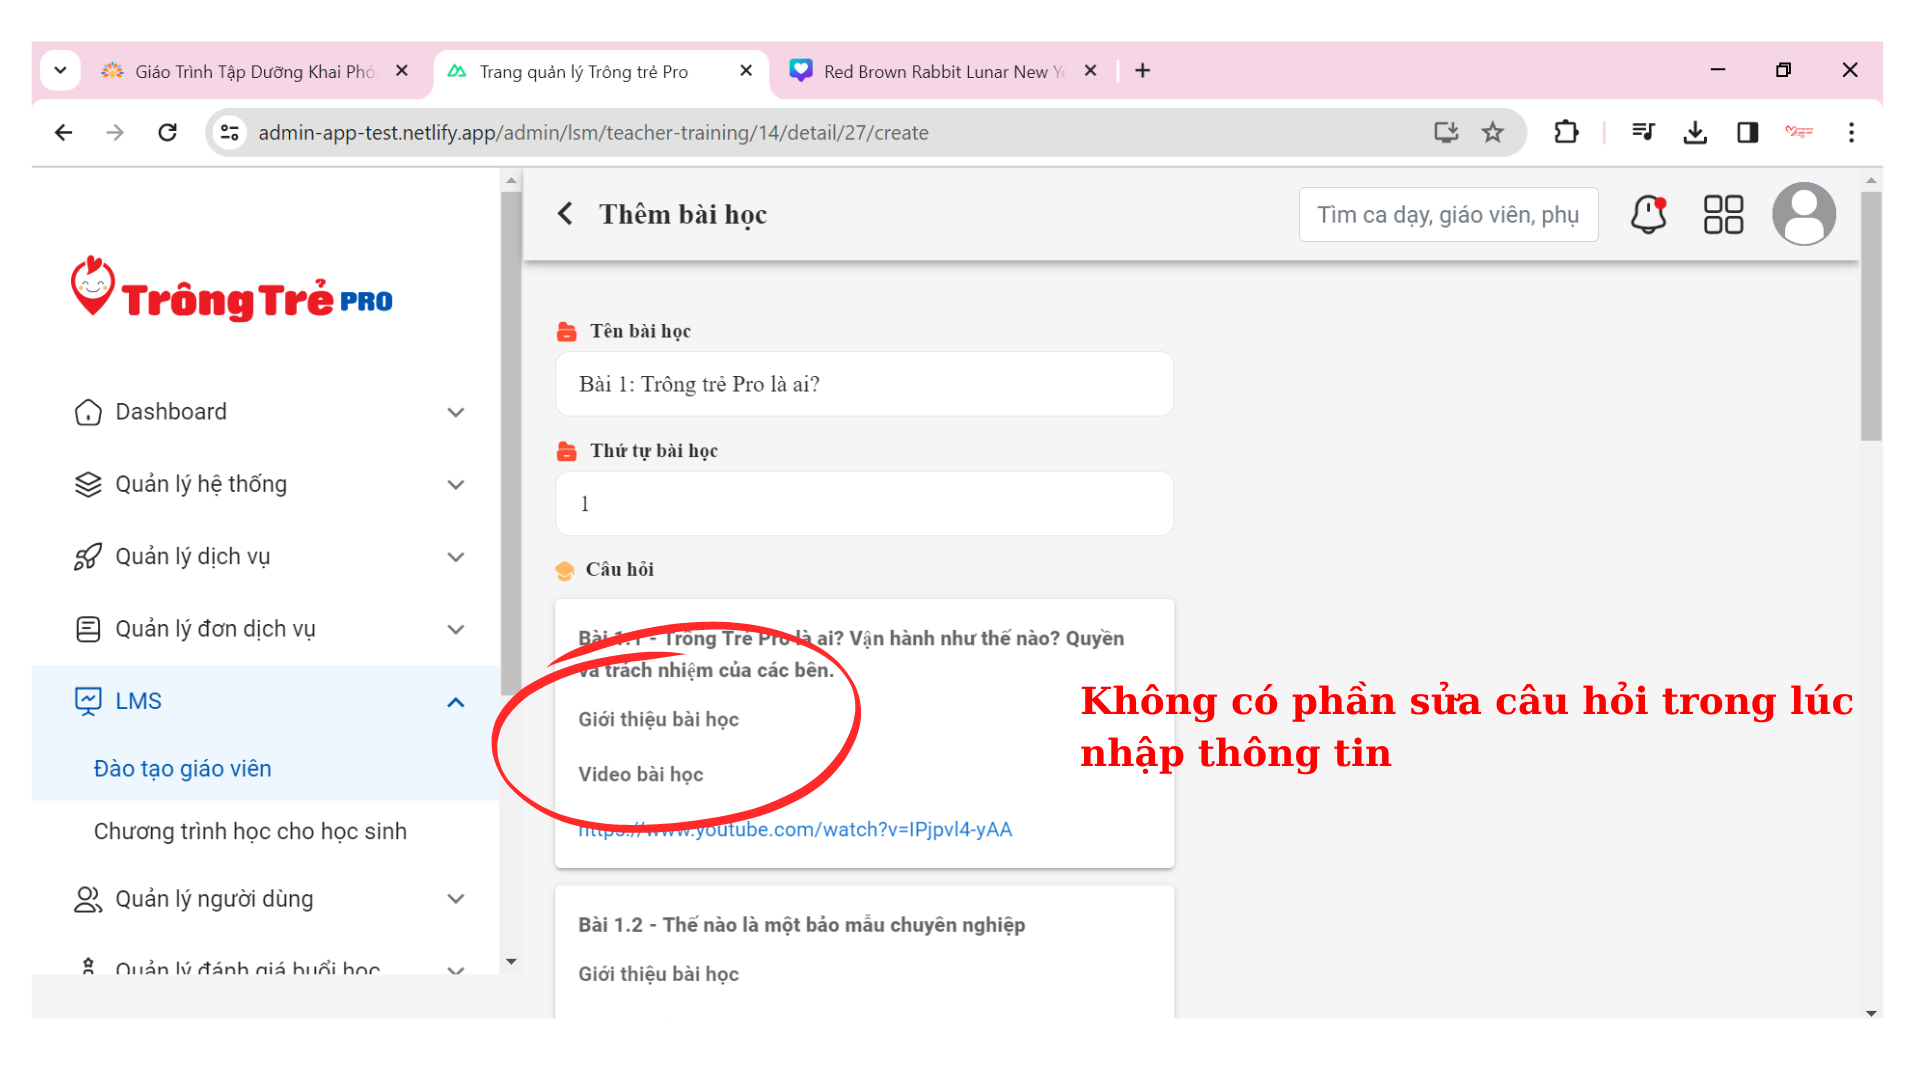 Giáo Trình Tập Dưỡng Khai Phó
Trang quản lý Trông trẻ Pro
Red Brown Rabbit Lunar New Ye
admin-app-test.netlify.app/admin/lsm/teacher-training/14/detail/27/create
Thêm bài học
Tìm ca dạy, giáo viên, phụ
Trông Trẻ PRO
Dashboard
Quản lý hệ thống
Quản lý dịch vụ
Quản lý đơn dịch vụ
LMS
Đào tạo giáo viên
Chương trình học cho học sinh
Quản lý người dùng
Quản lý đánh giá buổi học
Tên bài học
Bài 1: Trông trẻ Pro là ai?
Thứ tự bài học
1
Câu hỏi
Bài 1.1 - Trông Trẻ Pro là ai? Vận hành như thế nào? Quyền
và trách nhiệm của các bên.
Giới thiệu bài học
Video bài học
https://www.youtube.com/watch?v=IPjpvl4-yAA
Bài 1.2 - Thế nào là một bảo mẫu chuyên nghiệp
Giới thiệu bài học
Không có phần sửa câu hỏi trong lúc
nhập thông tin